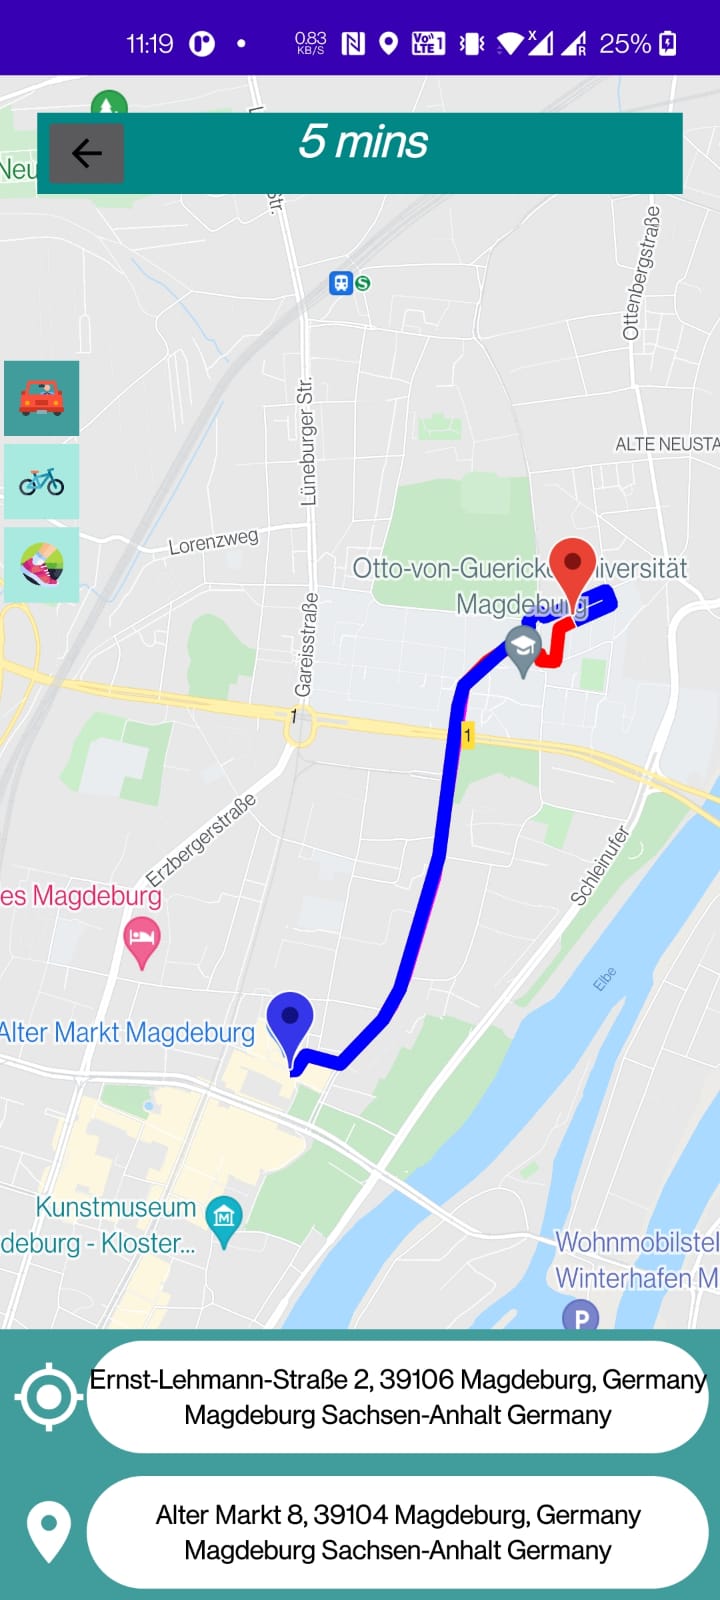 11:19
0.83
KB/S
Vo))
LTE 1
X
R
25%
5 mins
Neu
Str.
S
Ottenbergstraße
ALTE NEUSTA
Lüneburger Str.
Lorenzweg
Otto-von-Guericke
iversität
Magdeburg
Gareisstraße
1
1
Erzbergerstraße
Schleinufer
es Magdeburg
Elbe
Alter Markt Magdeburg
Kunstmuseum
deburg - Kloster...
M
Wohnmobilstel
Winterhafen M
P
Ernst-Lehmann-Straße 2, 39106 Magdeburg, Germany
Magdeburg Sachsen-Anhalt Germany
Alter Markt 8, 39104 Magdeburg, Germany
Magdeburg Sachsen-Anhalt Germany